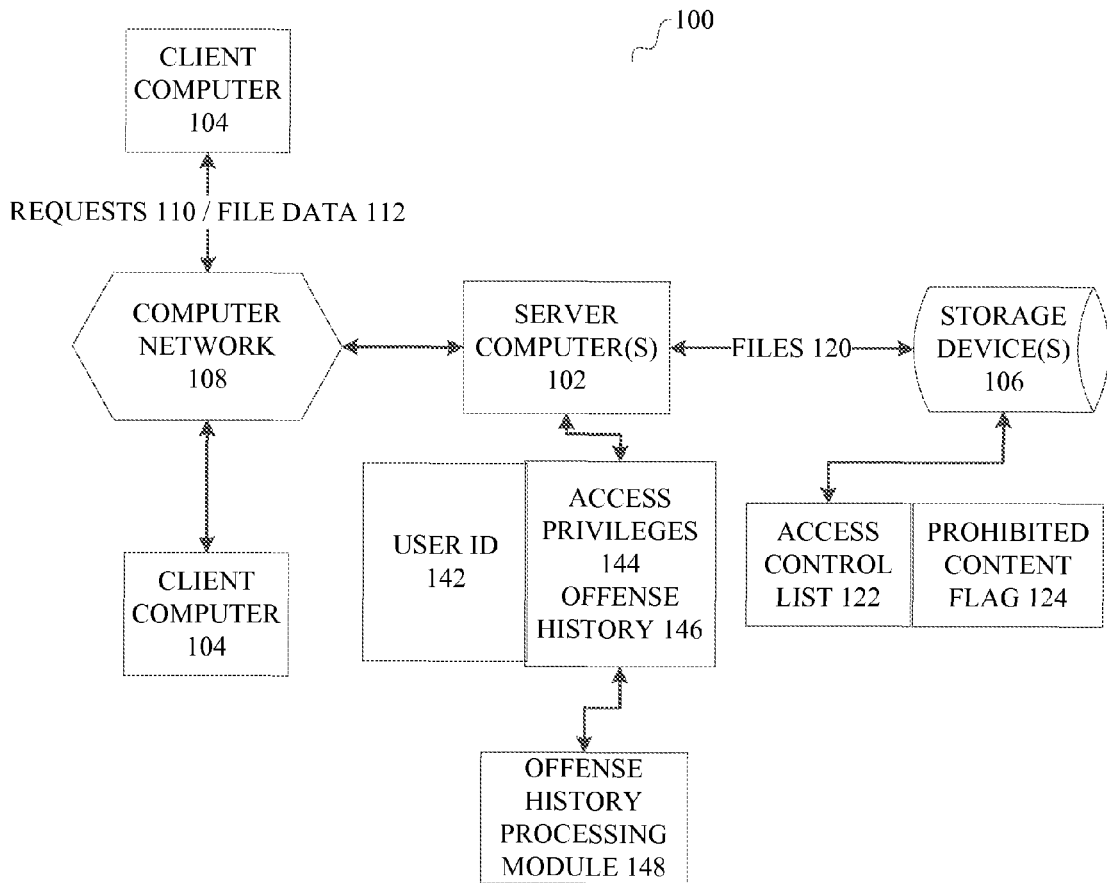 100
CLIENT
COMPUTER
104
REQUESTS 110 / FILE DATA 112
COMPUTER
NETWORK
108
SERVER
COMPUTER(S)
102
FILES 120
STORAGE
DEVICE(S)
106
USER ID
142
ACCESS
PRIVILEGES
144
OFFENSE
HISTORY 146
ACCESS
CONTROL
LIST 122
PROHIBITED
CONTENT
FLAG 124
CLIENT
COMPUTER
104
OFFENSE
HISTORY
PROCESSING
MODULE 148